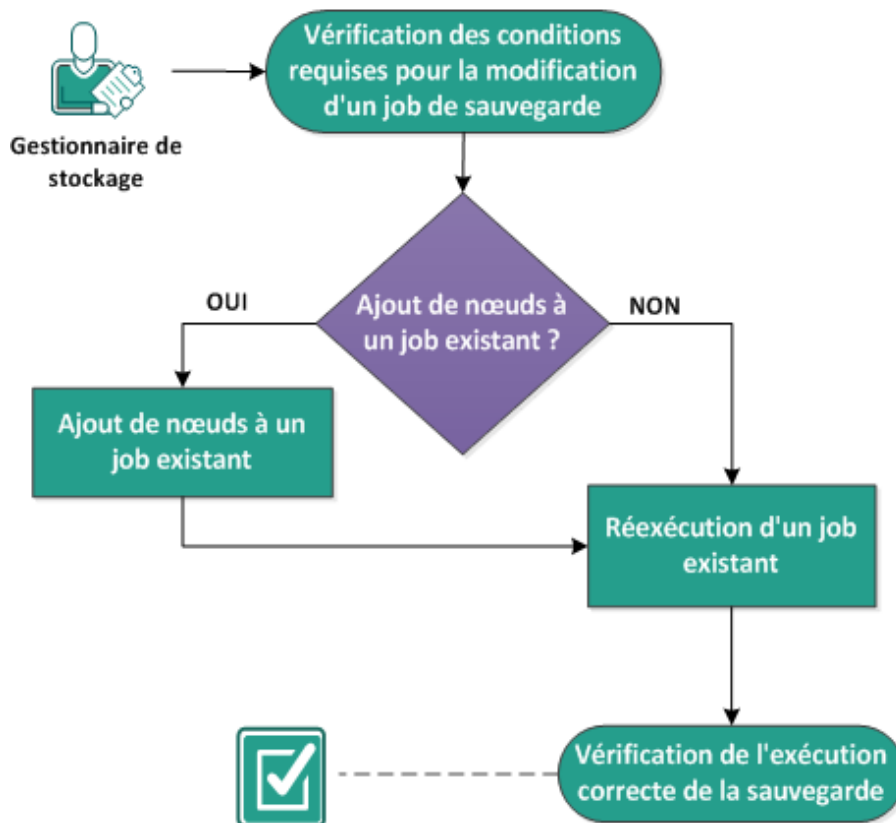 Vérification des conditions
requises pour la modification
d'un job de sauvegarde
Gestionnaire de
stockage
Ajout de nœuds à
un job existant ?
OUI
NON
Ajout de nœuds à un
job existant
Réexécution d'un job
existant
Vérification de l'exécution
correcte de la sauvegarde